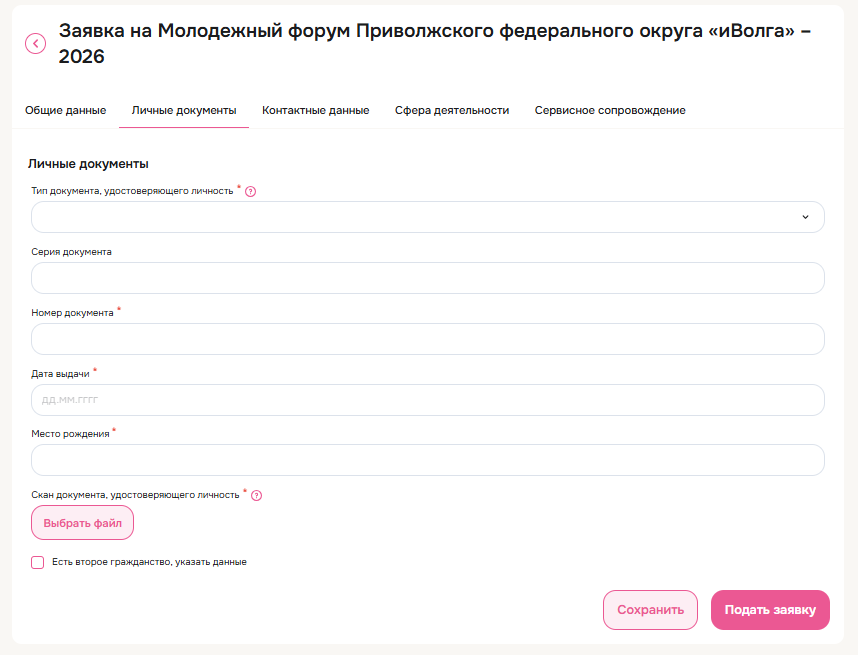 Заявка на Молодежный форум Приволжского федерального округа «иВолга» –
2026
Общие данные Личные документы Контактные данные Сфера деятельности Сервисное сопровождение
Личные документы
Тип документа, удостоверяющего личность * ?
Серия документа
Номер документа *
Дата выдачи *
дд.мм.гггг
Место рождения *
Скан документа, удостоверяющего личность * ?
Выбрать файл
Есть второе гражданство, указать данные
Сохранить Подать заявку